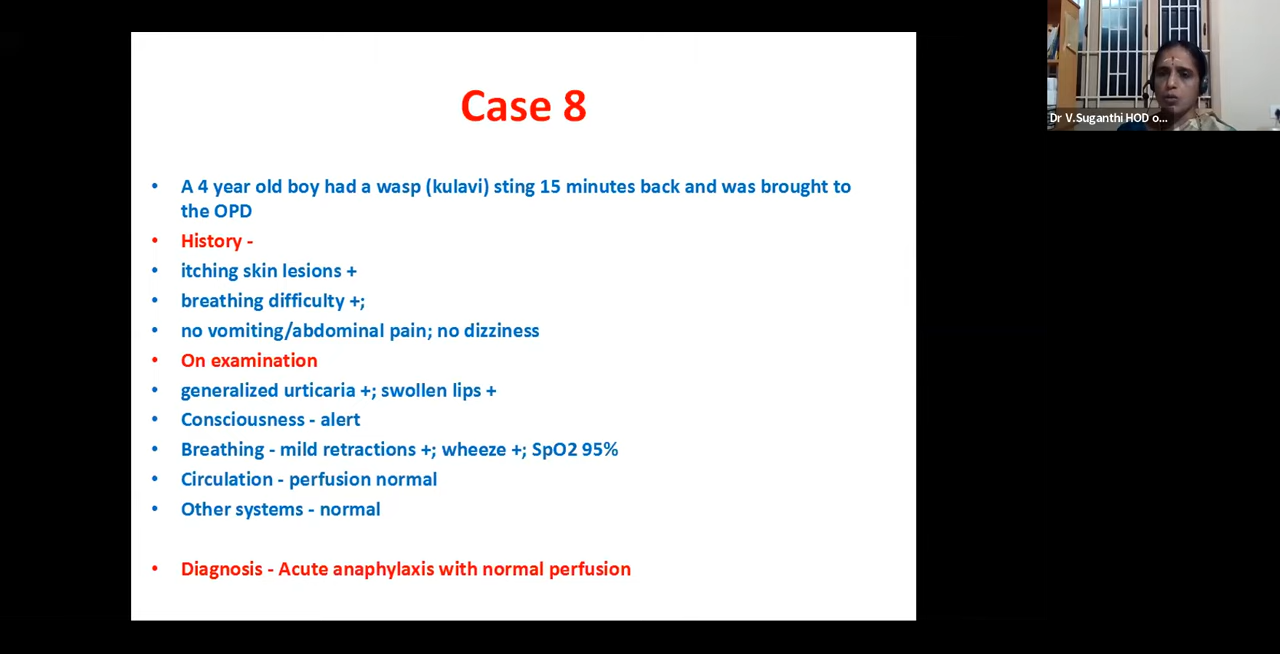 Case 8
• A 4 year old boy had a wasp (kulavi) sting 15 minutes back and was brought to
the OPD
• History -
• itching skin lesions +
• breathing difficulty +;
• no vomiting/abdominal pain; no dizziness
• On examination
• generalized urticaria +; swollen lips +
• Consciousness - alert
• Breathing - mild retractions +; wheeze +; SpO2 95%
• Circulation - perfusion normal
• Other systems - normal
• Diagnosis - Acute anaphylaxis with normal perfusion
Dr V.Suganthi HOD o...